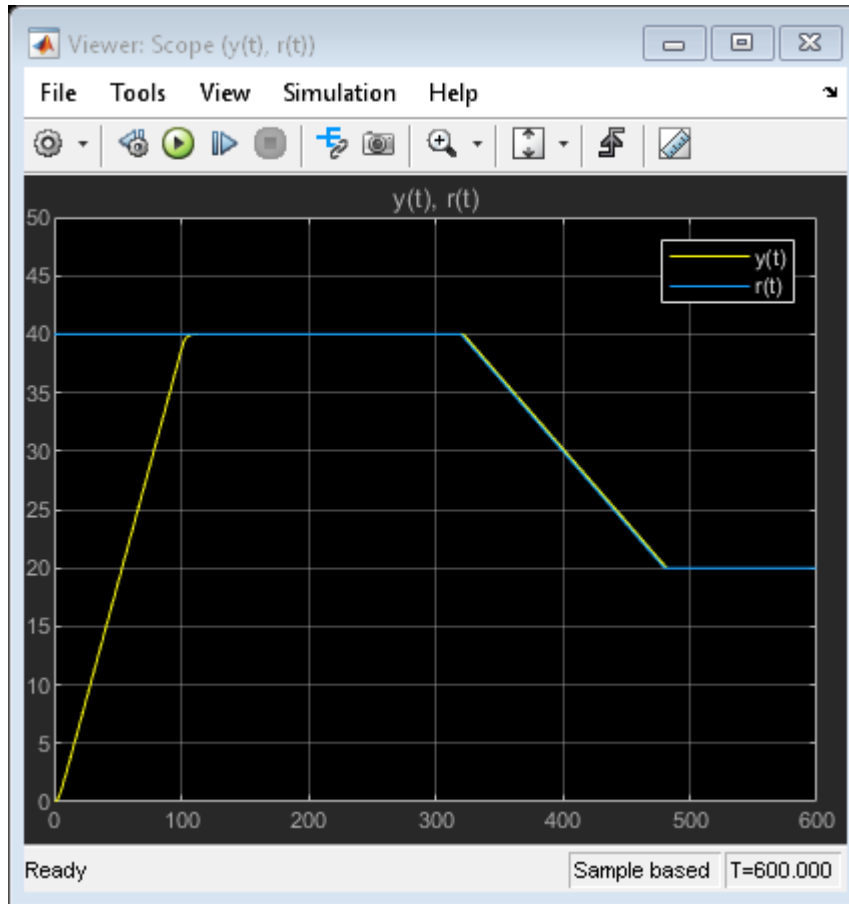 Viewer: Scope (y(t), r(t))
File Tools View Simulation Help
y(t), r(t)
50
45
40
35
30
25
20
15
10
5
0
y(t)
r(t)
0 100 200 300 400 500 600
Ready Sample based T=600.000